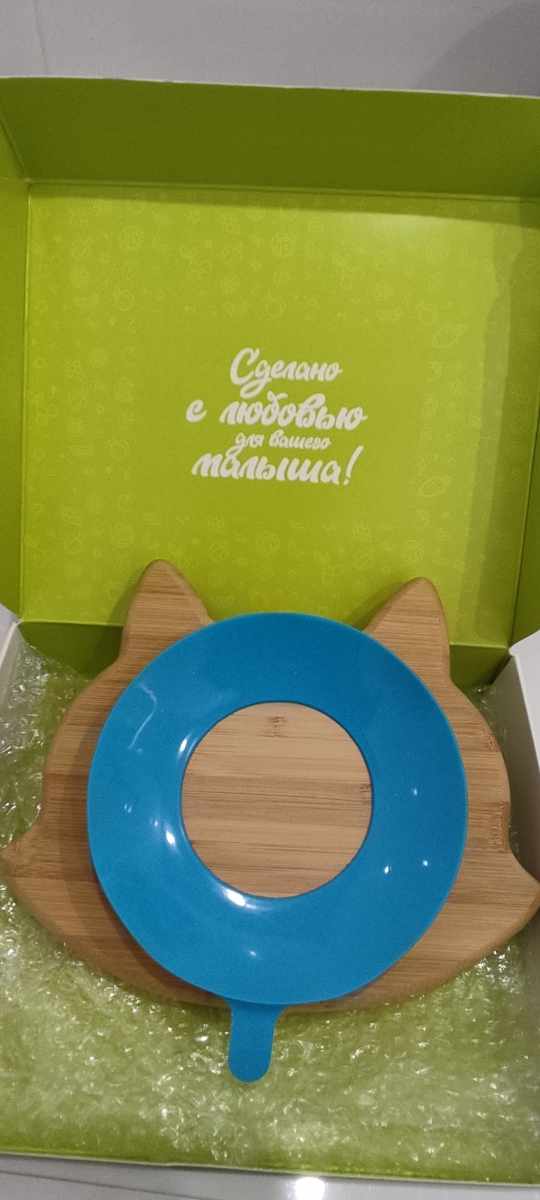 Сделано
с любовью
для вашего
малыша!